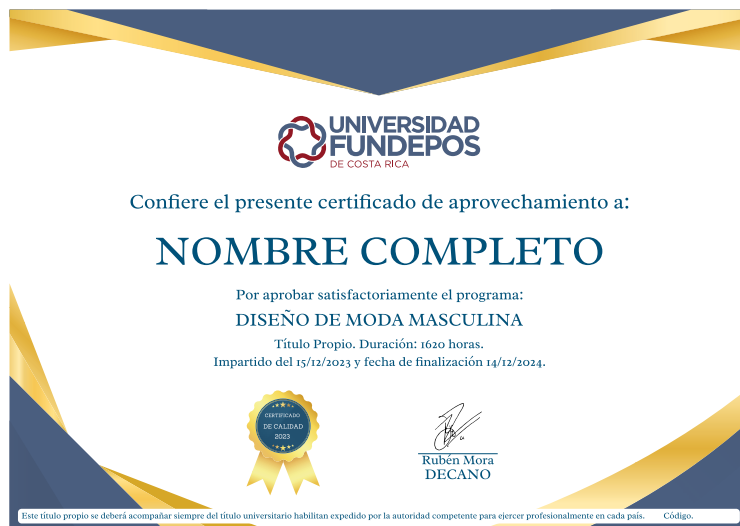 UNIVERSIDAD
FUNDEPOS
DE COSTA RICA
Confiere el presente certificado de aprovechamiento a:
NOMBRE COMPLETO
Por aprobar satisfactoriamente el programa:
DISEÑO DE MODA MASCULINA
Título Propio. Duración: 1620 horas.
Impartido del 15/12/2023 y fecha de finalización 14/12/2024.
CERTIFICADO
DE CALIDAD
2023
Rubén Mora
DECANO
Este título propio se deberá acompañar siempre del título universitario habilitan expedido por la autoridad competente para ejercer profesionalmente en cada país. Código.